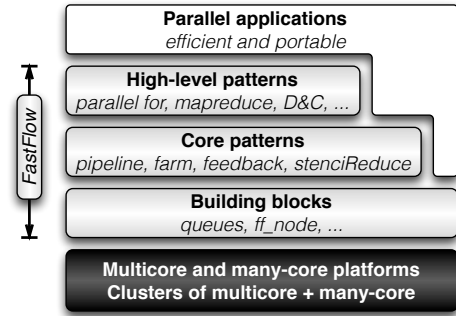 Parallel applications
efficient and portable
High-level patterns
parallel for, mapreduce, D&C, ...
FastFlow
Core patterns
pipeline, farm, feedback, stenciReduce
Building blocks
queues, ff_node, ...
Multicore and many-core platforms
Clusters of multicore + many-core